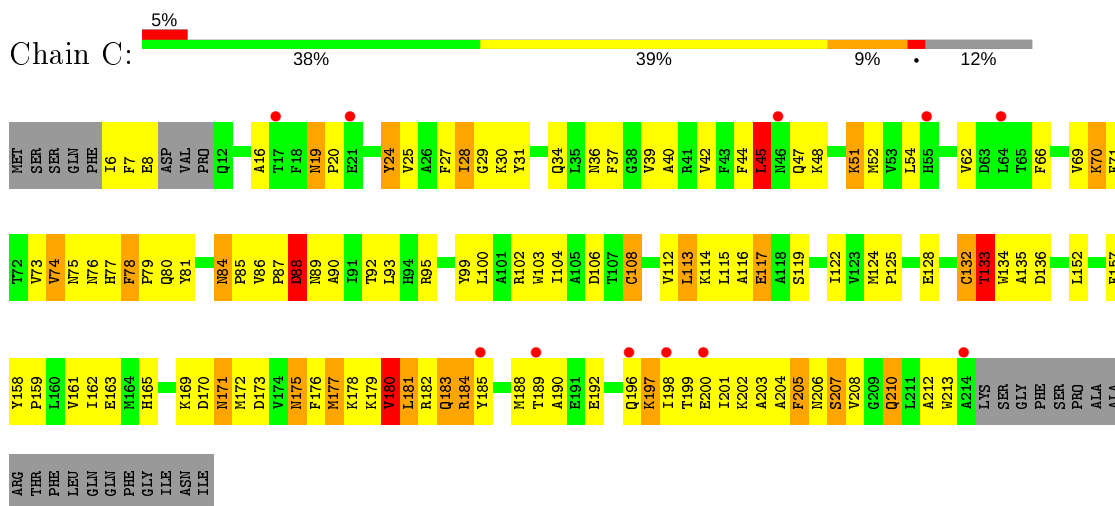 5%
Chain C:
38% 39% 9% • 12%
MET SER SER GLN PHE I6 F7 E8 ASP VAL PRO Q12 A16 T17 F18 N19 P20 E21 Y24 V25 A26 F27 I28 G29 K30 Y31 Q34 L35 N36 F37 G38 V39 A40 R41 V42 F43 F44 L45 N46 Q47 K48 K51 M52 V53 L54 H55 V62 D63 L64 T65 F66 V69 K70 E71
T72 V73 V74 N75 N76 H77 F78 P79 Q80 Y81 N84 P85 V86 P87 D88 N89 A90 I91 T92 L93 H94 R95 Y99 L100 A101 R102 W103 I104 A105 D106 T107 C108 V112 L113 K114 L115 A116 E117 A118 S119 I122 V123 M124 P125 E128 C132 T133 W134 A135 D136 L152 E157
Y158 P159 L160 V161 I162 E163 M164 H165 K169 D170 N171 M172 D173 V174 N175 F176 M177 K178 K179 V180 L181 R182 Q183 R184 Y185 M188 T189 A190 E191 E192 Q196 K197 I198 T199 E200 I201 K202 A203 A204 F205 N206 S207 V208 G209 Q210 L211 A212 W213 A214 LYS SER GLY PHE SER PRO ALA ALA
ARG THR PHE LEU GLN GLN PHE GLY ILE ASN ILE